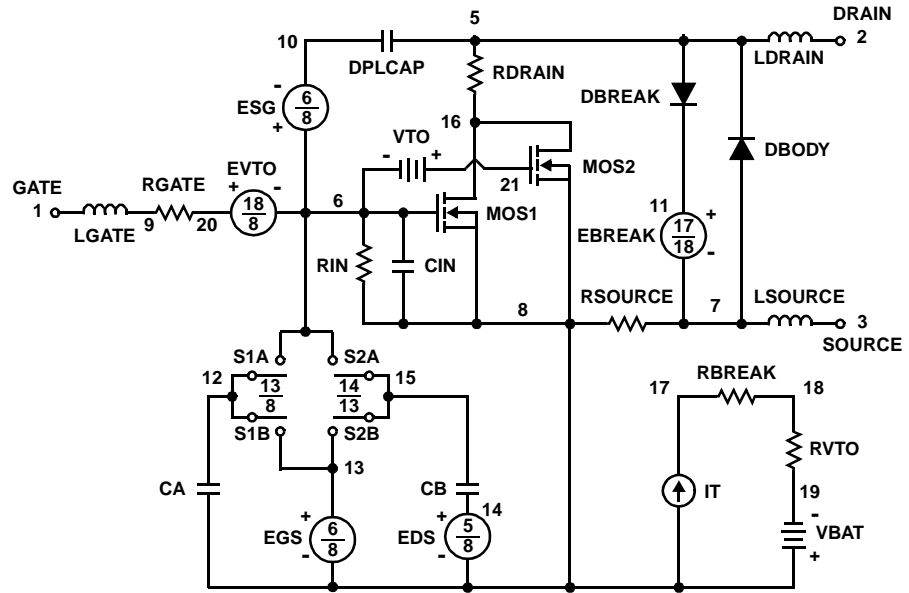 5
DRAIN
2
10
DPLCAP
RDRAIN
LDRAIN
DBREAK
-
6
8
ESG
+
16
VTO
- +
MOS2
DBODY
21
EVTO
+ -
GATE
RGATE
18
8
1
LGATE
9
20
6
MOS1
11
+
17
18
EBREAK
-
RIN
CIN
RSOURCE
LSOURCE
8
7
3
SOURCE
S1A
S2A
12
13
8
14
13
15
S1B
S2B
RBREAK
17
18
13
RVTO
CA
CB
14
IT
19
+
6
8
EGS
-
+
5
8
EDS
-
-
VBAT
+